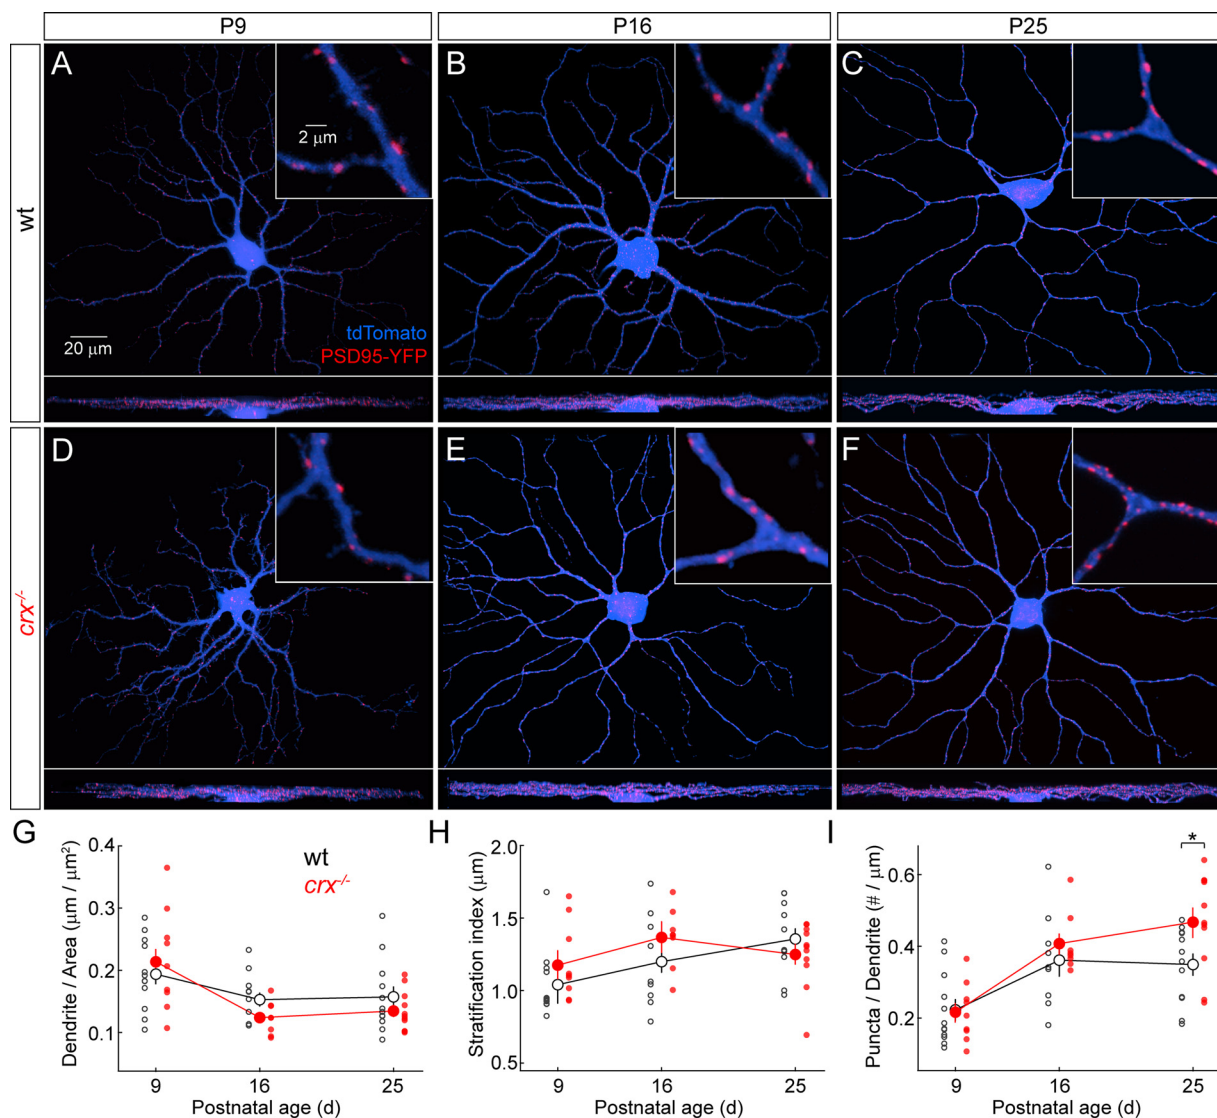 P9
P16
P25
wt
A
B
C
2 μm
20 μm
tdTomato
PSD95-YFP
crx-/-
D
E
F
G
H
I
Dendrite / Area (μm / μm²)
0.4
0.3
0.2
0.1
wt
crx-/-
9
16
25
Postnatal age (d)
Stratification index (μm)
2.0
1.5
1.0
0.5
9
16
25
Postnatal age (d)
Puncta / Dendrite (# / μm)
0.6
0.4
0.2
*
9
16
25
Postnatal age (d)